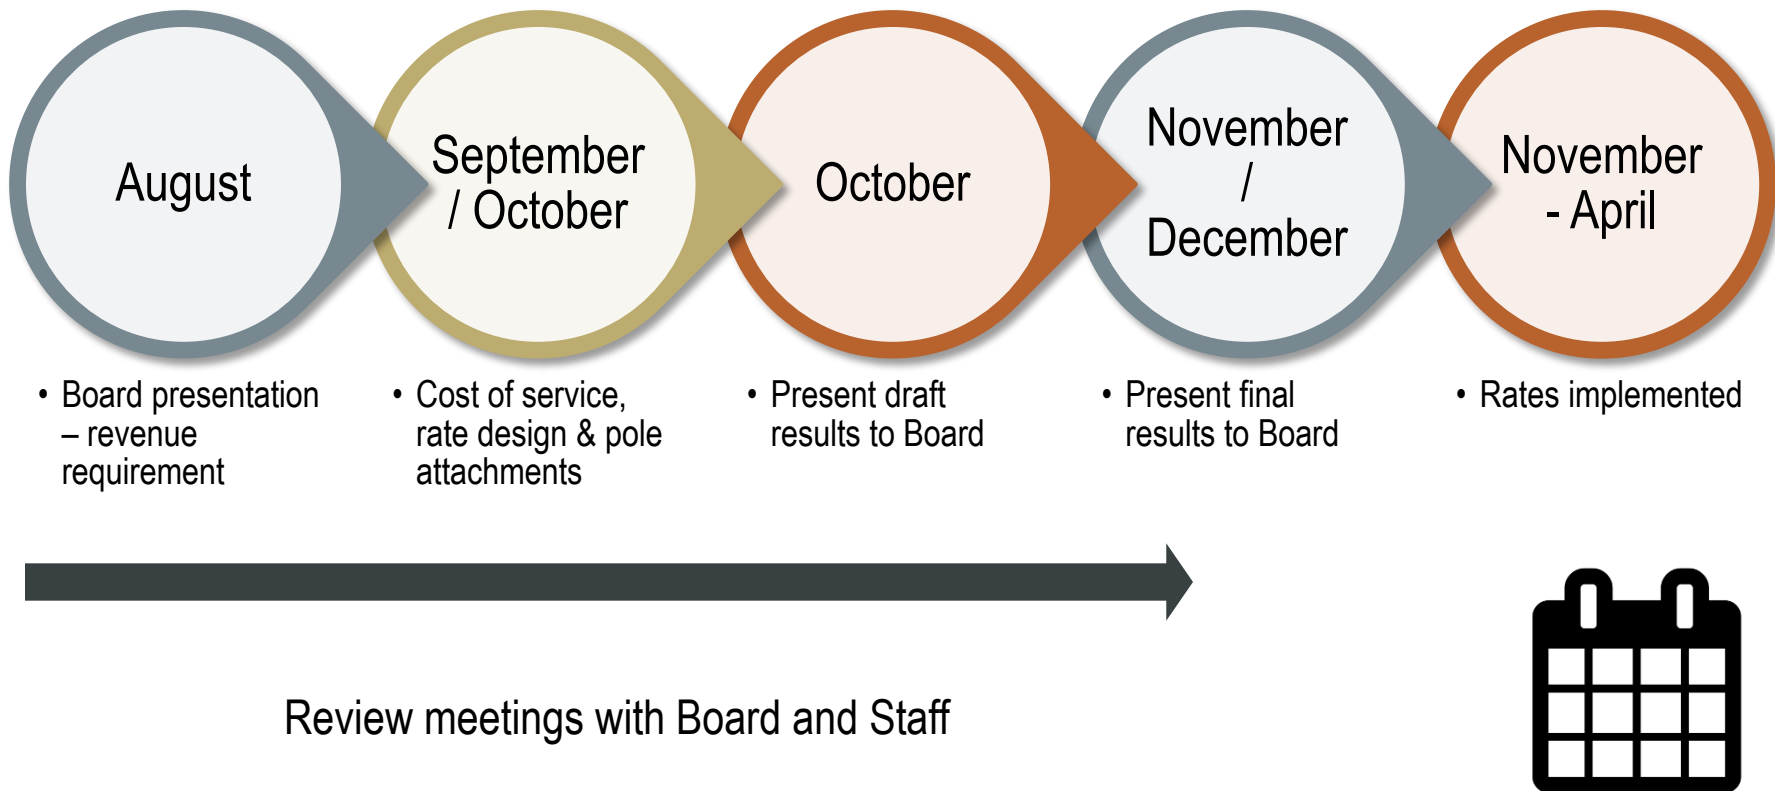 August
September
/ October
October
November
/
December
November
- April
• Board presentation
– revenue
requirement
• Cost of service,
rate design & pole
attachments
• Present draft
results to Board
• Present final
results to Board
• Rates implemented
Review meetings with Board and Staff